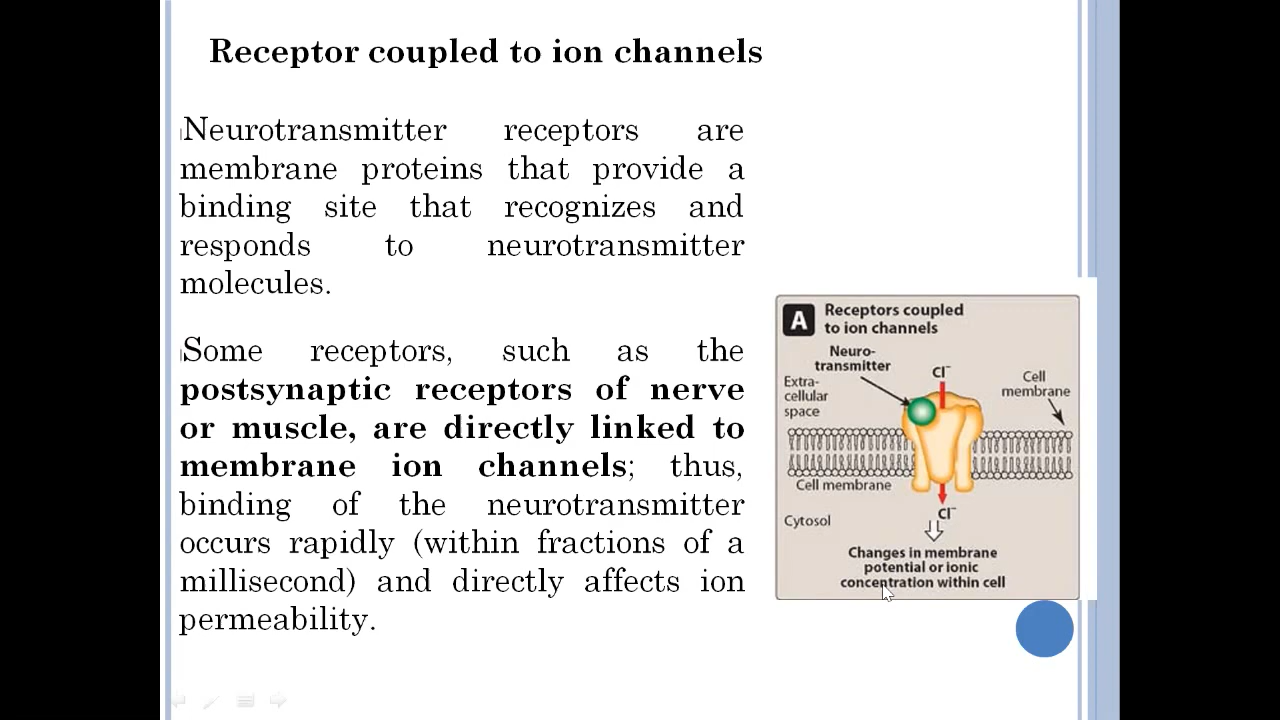 Receptor coupled to ion channels
Neurotransmitter receptors are
membrane proteins that provide a
binding site that recognizes and
responds to neurotransmitter
molecules.
Some receptors, such as the
postsynaptic receptors of nerve
or muscle, are directly linked to
membrane ion channels; thus,
binding of the neurotransmitter
occurs rapidly (within fractions of a
millisecond) and directly affects ion
permeability.
A
Receptors coupled
to ion channels
Neuro-
transmitter
Cl⁻
Extra-
cellular
space
Cell
membrane
Cell membrane
Cl⁻
Cytosol
Changes in membrane
potential or ionic
concentration within cell